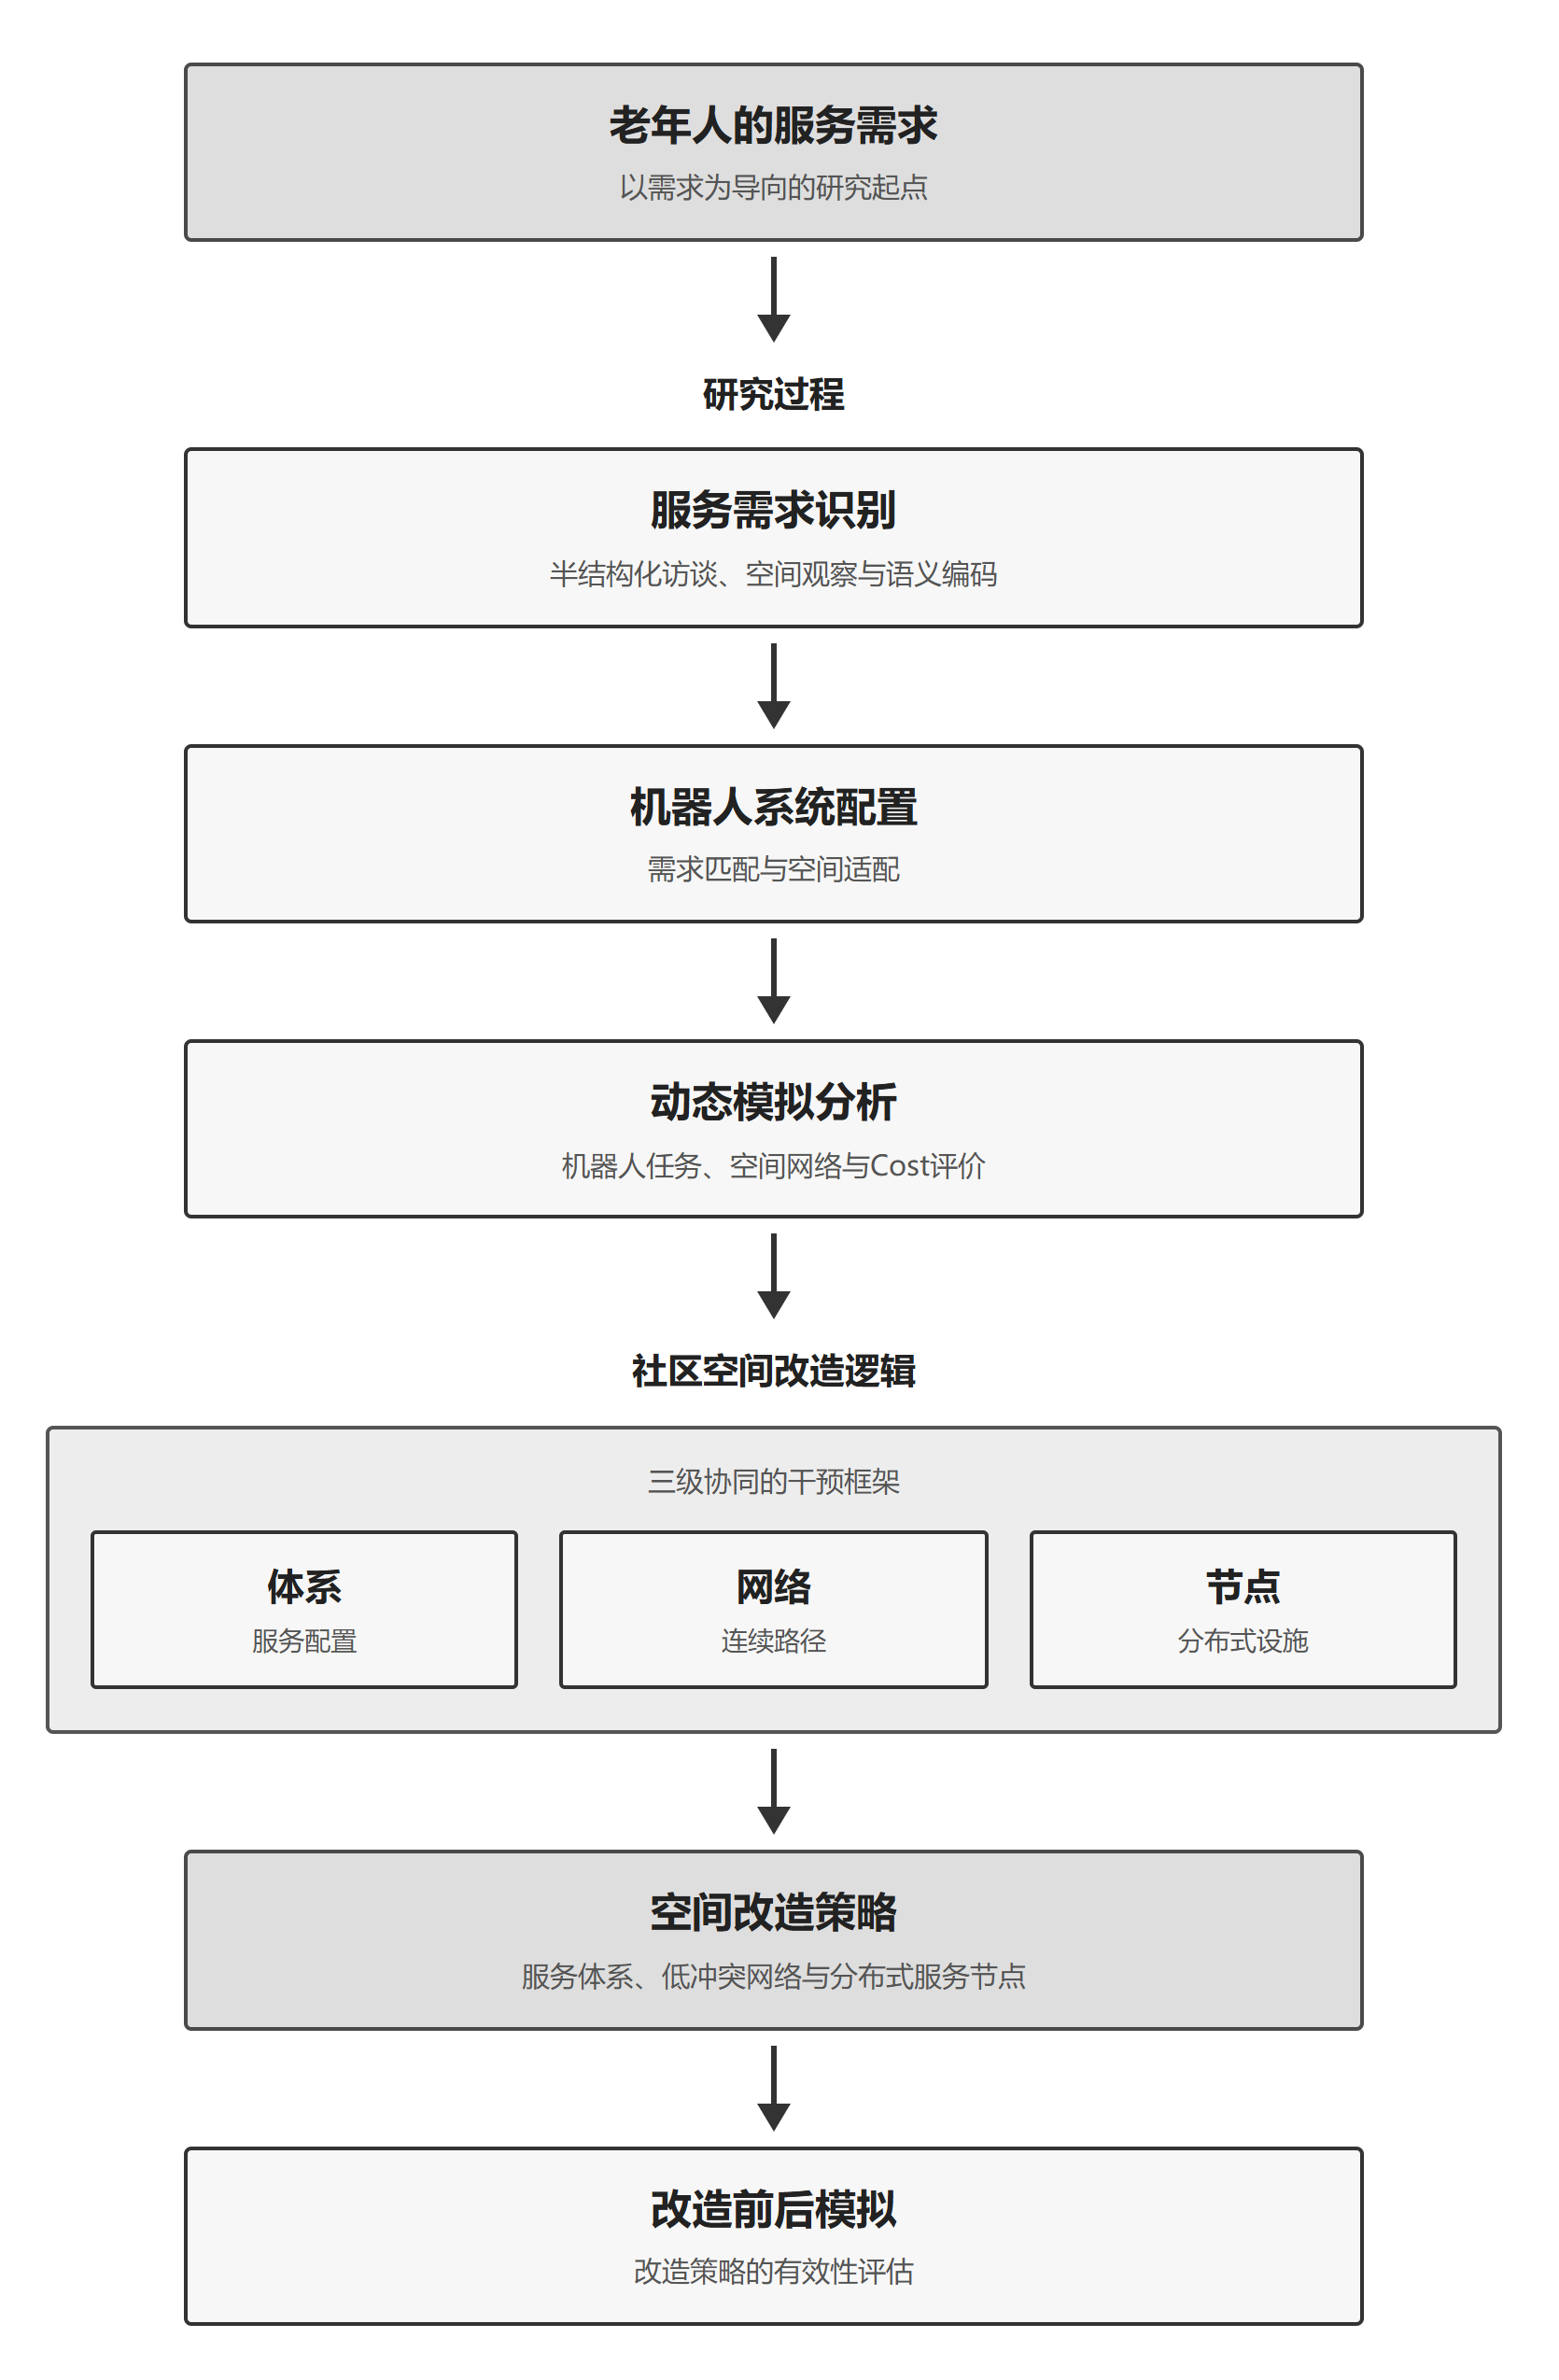 老年人的服务需求
以需求为导向的研究起点
研究过程
服务需求识别
半结构化访谈、空间观察与语义编码
机器人系统配置
需求匹配与空间适配
动态模拟分析
机器人任务、空间网络与Cost评价
社区空间改造逻辑
三级协同的干预框架
体系
服务配置
网络
连续路径
节点
分布式设施
空间改造策略
服务体系、低冲突网络与分布式服务节点
改造前后模拟
改造策略的有效性评估